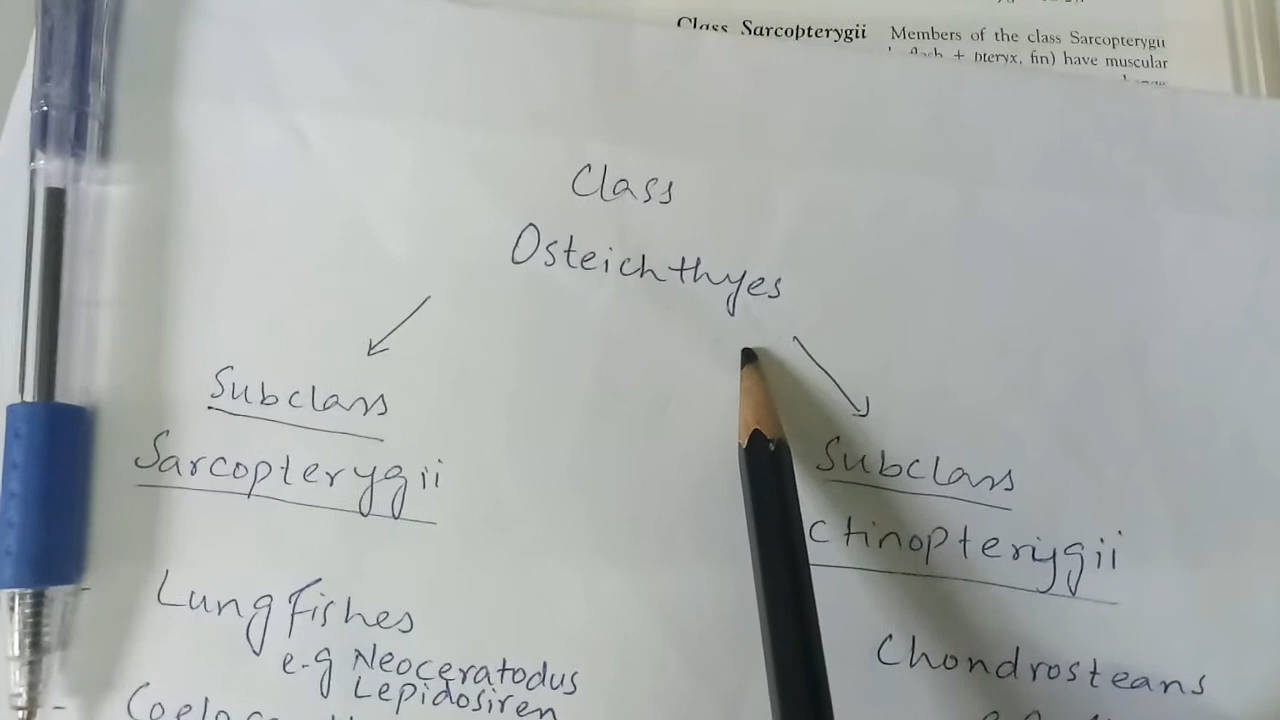 Class Sarcopterygii Members of the class Sarcopterygii
+ pteryx, fin) have muscular
Class
Osteichthyes
Subclass
Sarcopterygii
Subclass
ctinopterygii
Lung fishes
e-g Neoceratodus
Lepidosiren
Chondrosteans